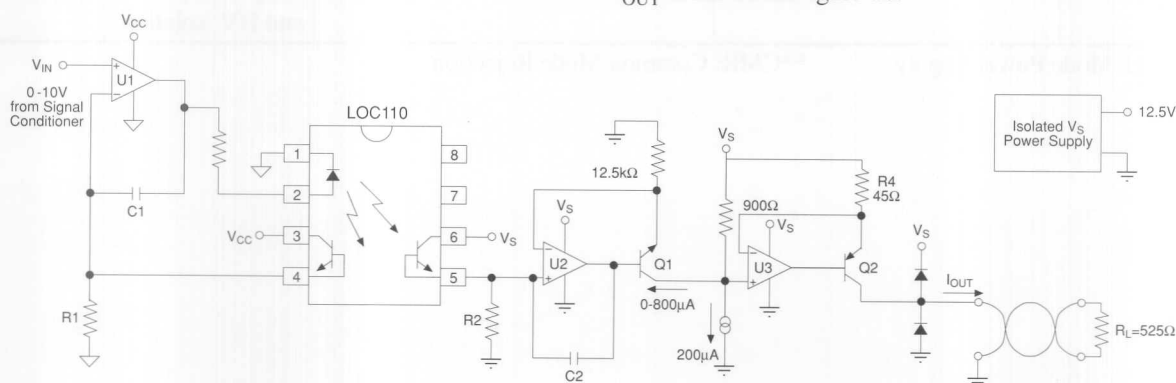 OUT
VCC
VIN
U1
0-10V
from Signal
Conditioner
C1
R1
LOC110
1
2
3
4
8
7
6
5
VCC
VS
R2
VS
U2
C2
12.5kΩ
Q1
0-800µA
200µA
VS
900Ω
VS
U3
R4
45Ω
Q2
VS
IOUT
RL=525Ω
Isolated VS
Power Supply
12.5V